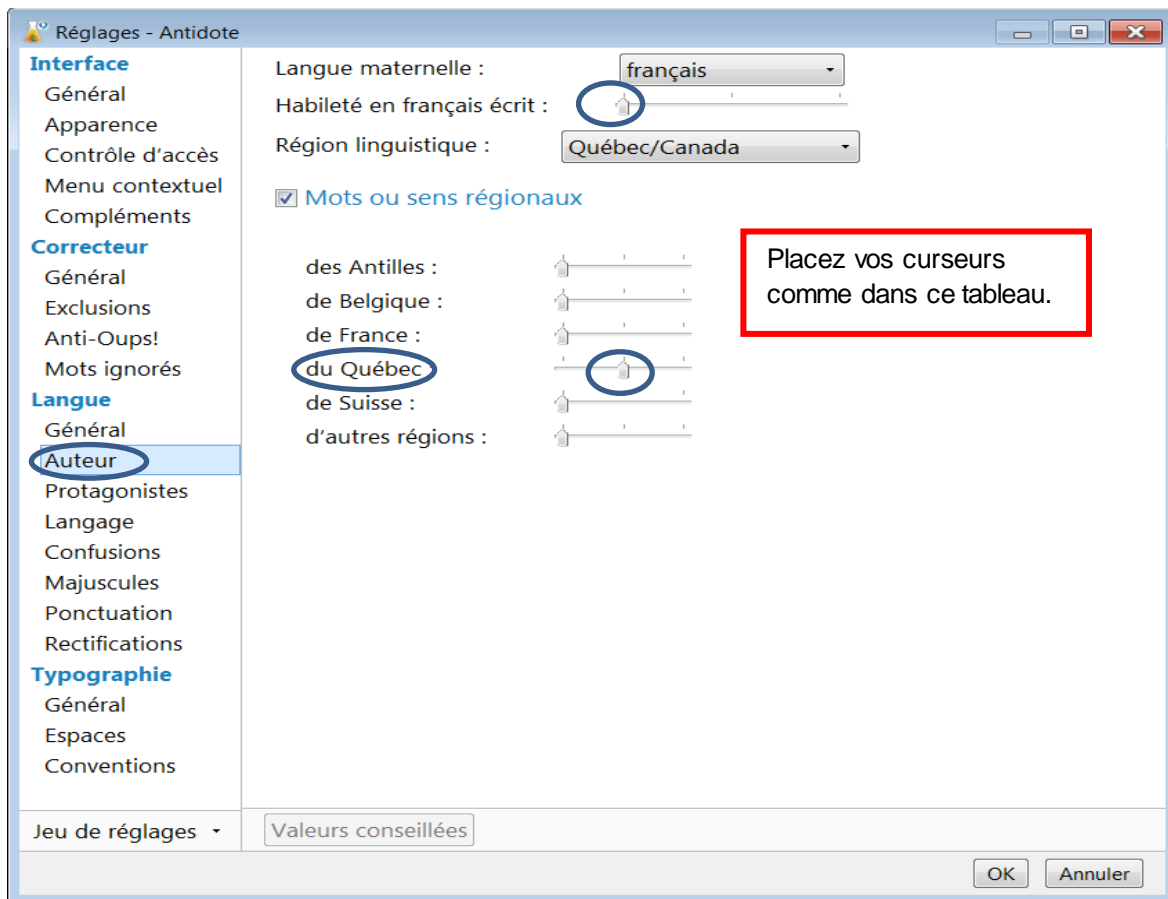 Réglages - Antidote
Interface
Général
Apparence
Contrôle d'accès
Menu contextuel
Compléments
Correcteur
Général
Exclusions
Anti-Oups!
Mots ignorés
Langue
Général
Auteur
Protagonistes
Langage
Confusions
Majuscules
Ponctuation
Rectifications
Typographie
Général
Espaces
Conventions
Jeu de réglages
Langue maternelle : français
Habileté en français écrit :
Région linguistique : Québec/Canada
Mots ou sens régionaux
des Antilles :
de Belgique :
de France :
du Québec
de Suisse :
d'autres régions :
Placez vos curseurs
comme dans ce tableau.
Valeurs conseillées
OK Annuler